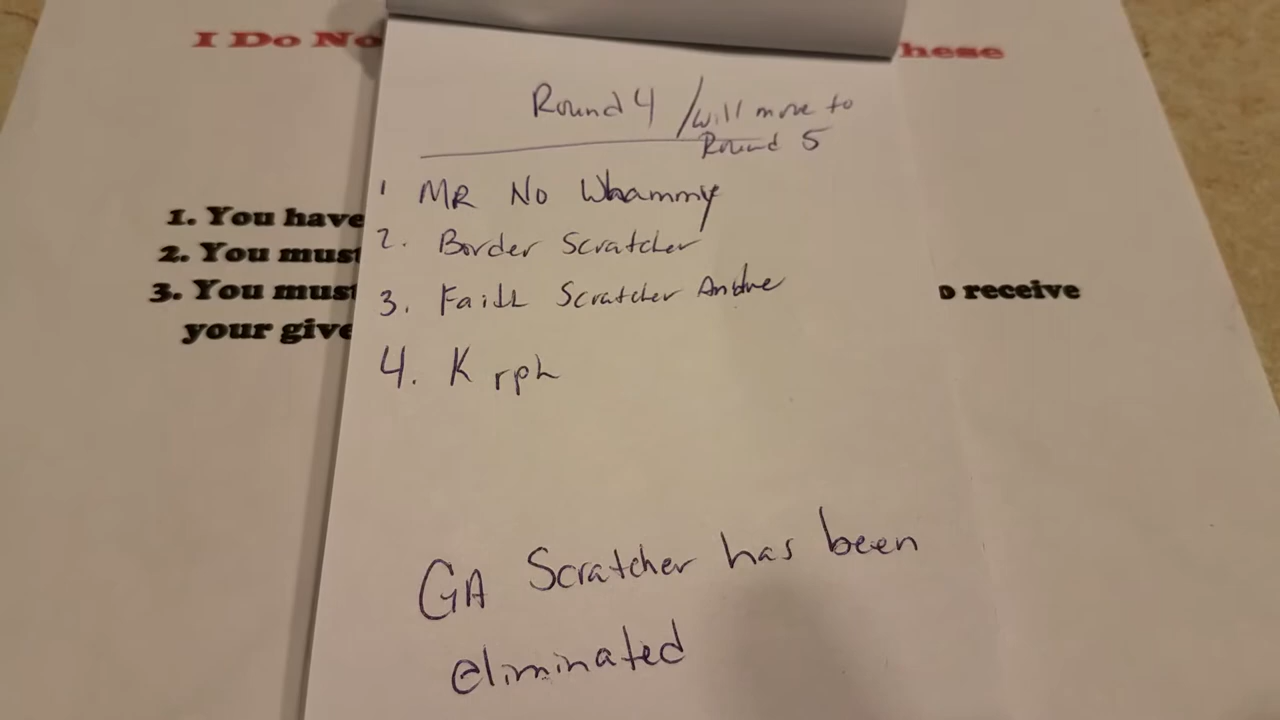 I Do No
hese
Round 4 / will move to
Round 5
1 MR No Whammy
2. Border Scratcher
3. Faith Scratcher Andre
4. K rph
1. You have
2. You must
3. You must
o receive
your give
GA Scratcher has been
eliminated